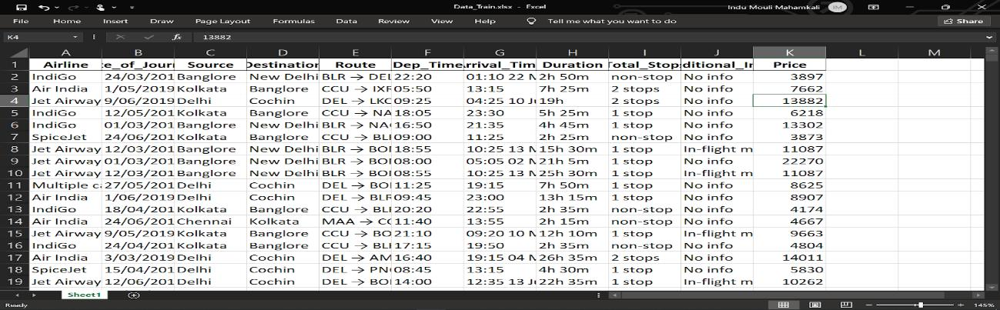 Data_Train.xlsx - Excel Indu Mouli Mahamkali IM
File Home Insert Draw Page Layout Formulas Data Review View Help Tell me what you want to do Share
K4 fx 13882
A B C D E F G H I J K L M
1 Airline e_of_Jour Source Destination Route Dep_Time rrival_Tim Duration Total_Stop ditional_In Price
2 IndiGo 24/03/201 Banglore New Delhi BLR → DEL 22:20 01:10 22 M 2h 50m non-stop No info 3897
3 Air India 1/05/2019 Kolkata Banglore CCU → IXR 05:50 13:15 7h 25m 2 stops No info 7662
4 Jet Airway 9/06/2019 Delhi Cochin DEL → LKO 09:25 04:25 10 Ju 19h 2 stops No info 13882
5 IndiGo 12/05/201 Kolkata Banglore CCU → NA 18:05 23:30 5h 25m 1 stop No info 6218
6 IndiGo 01/03/201 Banglore New Delhi BLR → NA 16:50 21:35 4h 45m 1 stop No info 13302
7 SpiceJet 24/06/201 Kolkata Banglore CCU → BL 09:00 11:25 2h 25m non-stop No info 3873
8 Jet Airway 12/03/201 Banglore New Delhi BLR → BO 18:55 10:25 13 M 15h 30m 1 stop In-flight m 11087
9 Jet Airway 01/03/201 Banglore New Delhi BLR → BO 08:00 05:05 02 M 21h 5m 1 stop No info 22270
10 Jet Airway 12/03/201 Banglore New Delhi BLR → BO 08:55 10:25 13 M 25h 30m 1 stop In-flight m 11087
11 Multiple ca 27/05/201 Delhi Cochin DEL → BO 11:25 19:15 7h 50m 1 stop No info 8625
12 Air India 1/06/2019 Delhi Cochin DEL → BL 09:45 23:00 13h 15m 1 stop No info 8907
13 IndiGo 18/04/201 Kolkata Banglore CCU → BL 20:20 22:55 2h 35m non-stop No info 4174
14 Air India 24/06/201 Chennai Kolkata MAA → C 11:40 13:55 2h 15m non-stop No info 4667
15 Jet Airway 9/05/2019 Kolkata Banglore CCU → BO 21:10 09:20 10 M 12h 10m 1 stop In-flight m 9663
16 IndiGo 24/04/201 Kolkata Banglore CCU → BL 17:15 19:50 2h 35m non-stop No info 4804
17 Air India 3/03/2019 Delhi Cochin DEL → AM 16:40 19:15 04 M 26h 35m 2 stops No info 14011
18 SpiceJet 15/04/201 Delhi Cochin DEL → PN 08:45 13:15 4h 30m 1 stop No info 5830
19 Jet Airway 12/06/201 Delhi Cochin DEL → BO 14:00 12:35 13 Ju 22h 35m 1 stop In-flight m 10262
Sheet1
Ready 145%